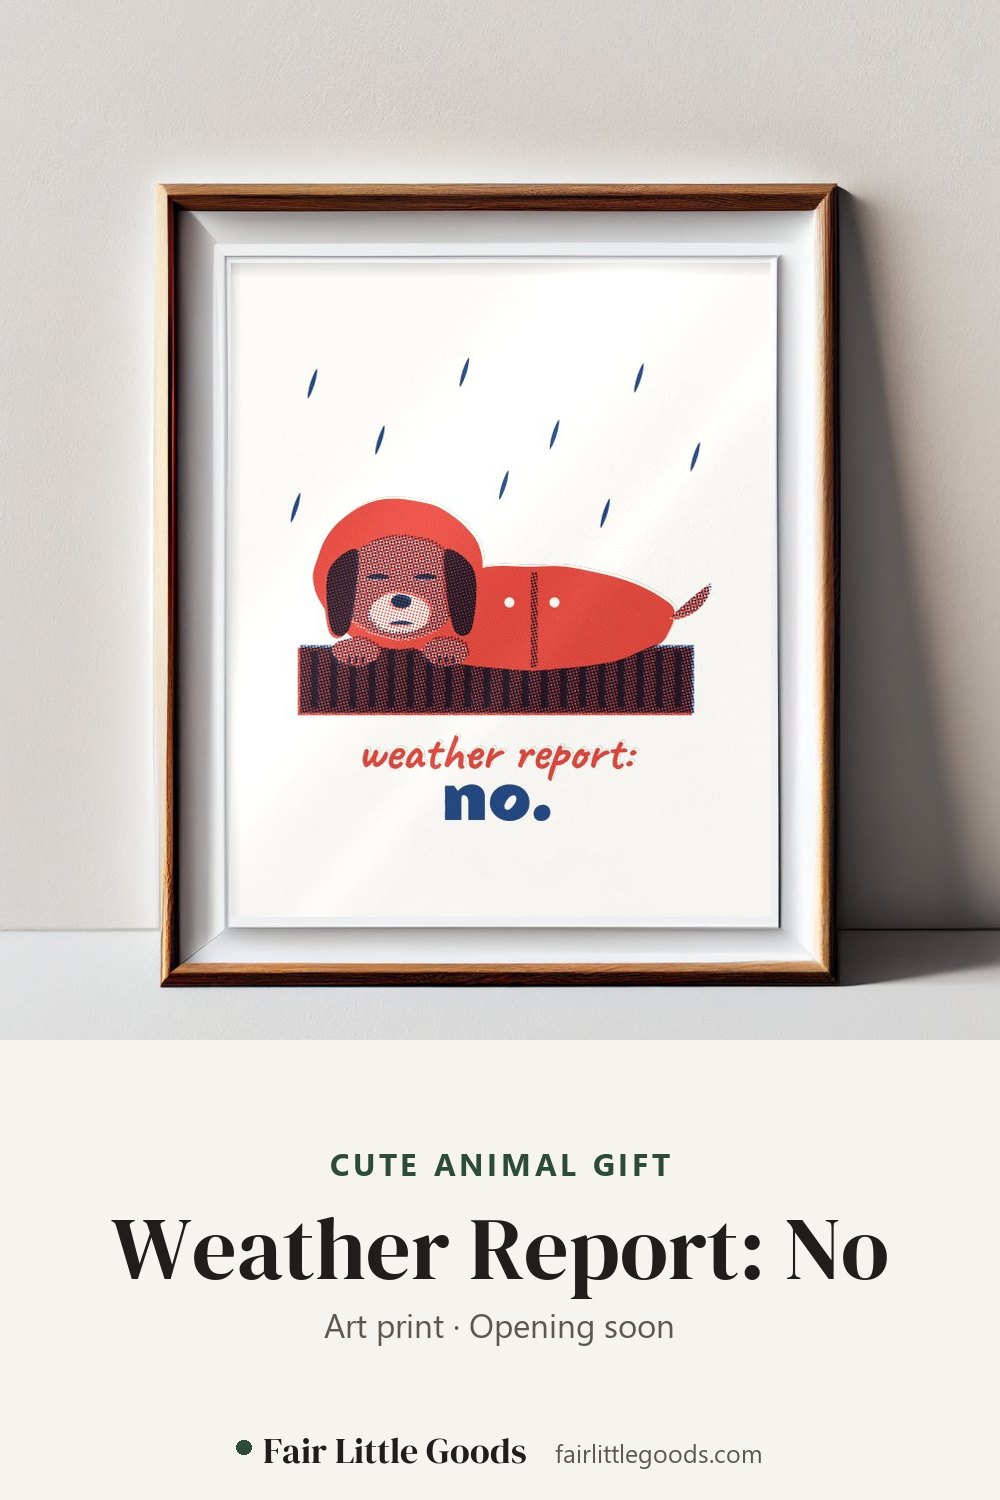 weather report:
no.
CUTE ANIMAL GIFT
Weather Report: No
Art print · Opening soon
Fair Little Goods fairlittlegoods.com